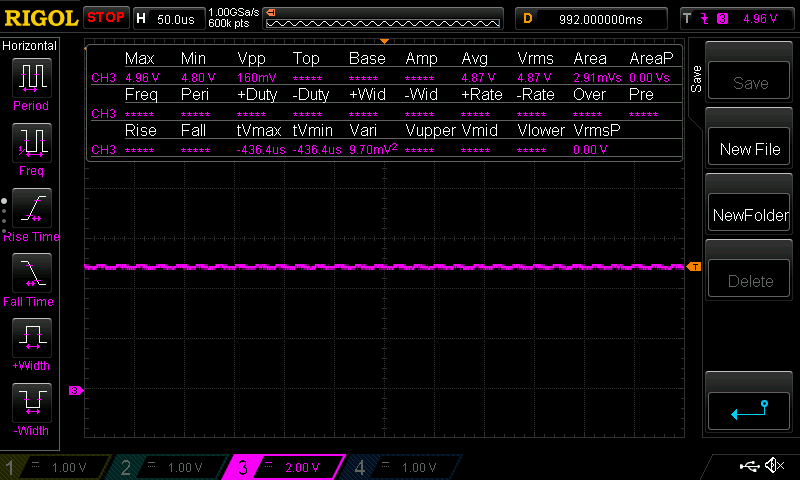 RIGOL STOP H 50.0us 1.00GSa/s 600k pts D 992.000000ms T 3 4.96 V
Horizontal
Period
Freq
Rise Time
Fall Time
+Width
-Width
Max Min Vpp Top Base Amp Avg Vrms Area AreaP
CH3 4.96 V 4.80 V 160mV ***** ***** ***** 4.87 V 4.87 V 2.91mVs 0.00 Vs
Freq Peri +Duty -Duty +Wid -Wid +Rate -Rate Over Pre
CH3 ***** ***** ***** ***** ***** ***** ***** ***** ***** *****
Rise Fall tVmax tVmin Vari Vupper Vmid Vlower VrmsP
CH3 ***** ***** -436.4us -436.4us 9.70mV² ***** ***** ***** 0.00 V
T
3
Save
Save
New File
NewFolder
Delete
1 1.00 V 2 1.00 V 3 2.00 V 4 1.00 V